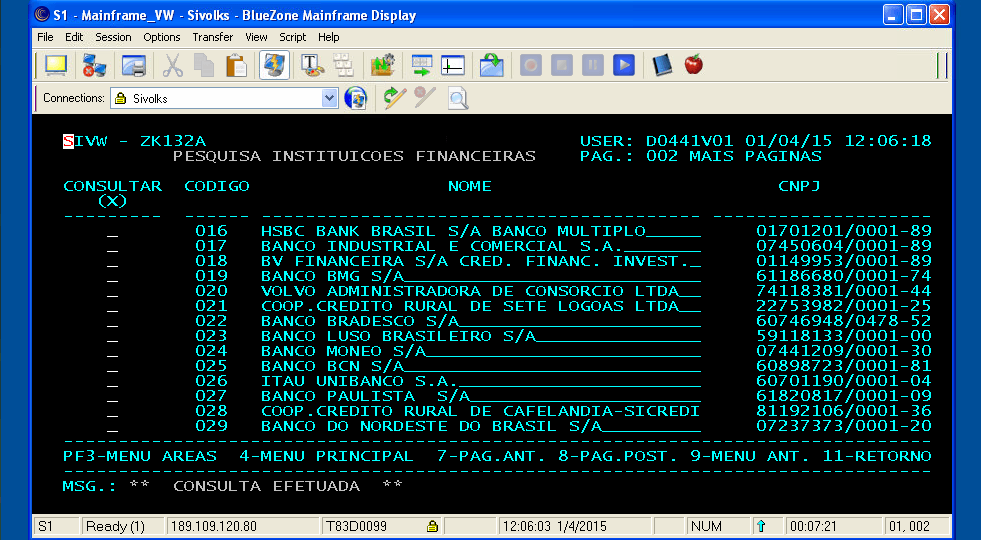 S1 - Mainframe_VW - Sivolks - BlueZone Mainframe Display
File Edit Session Options Transfer View Script Help
Connections: Sivolks
SIVW - ZK132A USER: D0441V01 01/04/15 12:06:18
PESQUISA INSTITUICOES FINANCEIRAS PAG.: 002 MAIS PAGINAS
CONSULTAR CODIGO NOME CNPJ
(X)
--------- ------ ---------------------------------------- --------------------
_ 016 HSBC BANK BRASIL S/A BANCO MULTIPLO_____ 01701201/0001-89
_ 017 BANCO INDUSTRIAL E COMERCIAL S.A._______ 07450604/0001-89
_ 018 BV FINANCEIRA S/A CRED. FINANC. INVEST._ 01149953/0001-89
_ 019 BANCO BMG S/A___________________________ 61186680/0001-74
_ 020 VOLVO ADMINISTRADORA DE CONSORCIO LTDA__ 74118381/0001-44
_ 021 COOP.CREDITO RURAL DE SETE LOGOAS LTDA__ 22753982/0001-25
_ 022 BANCO BRADESCO S/A______________________ 60746948/0478-52
_ 023 BANCO LUSO BRASILEIRO S/A_______________ 59118133/0001-00
_ 024 BANCO MONEO S/A_________________________ 07441209/0001-30
_ 025 BANCO BCN S/A___________________________ 60898723/0001-81
_ 026 ITAU UNIBANCO S.A.______________________ 60701190/0001-04
_ 027 BANCO PAULISTA  S/A_____________________ 61820817/0001-09
_ 028 COOP.CREDITO RURAL DE CAFELANDIA-SICREDI 81192106/0001-36
_ 029 BANCO DO NORDESTE DO BRASIL S/A_________ 07237373/0001-20
-------------------------------------------------------------------------------
PF3-MENU AREAS 4-MENU PRINCIPAL 7-PAG.ANT. 8-PAG.POST. 9-MENU ANT. 11-RETORNO
-------------------------------------------------------------------------------
MSG.: ** CONSULTA EFETUADA **
S1 Ready (1) 189.109.120.80 T83D0099 12:06:03 1/4/2015 NUM 00:07:21 01, 002